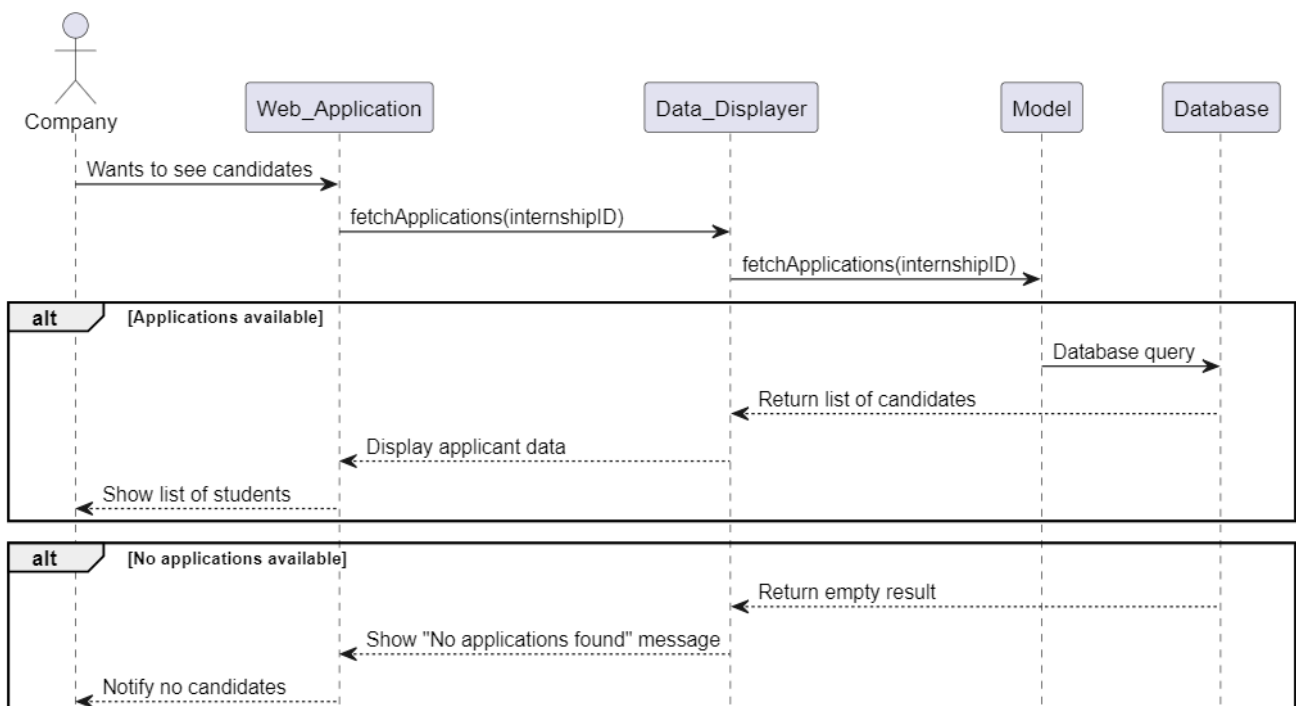 Company
Web_Application
Data_Displayer
Model
Database
Wants to see candidates
fetchApplications(internshipID)
fetchApplications(internshipID)
alt
[Applications available]
Database query
Return list of candidates
Display applicant data
Show list of students
alt
[No applications available]
Return empty result
Show "No applications found" message
Notify no candidates